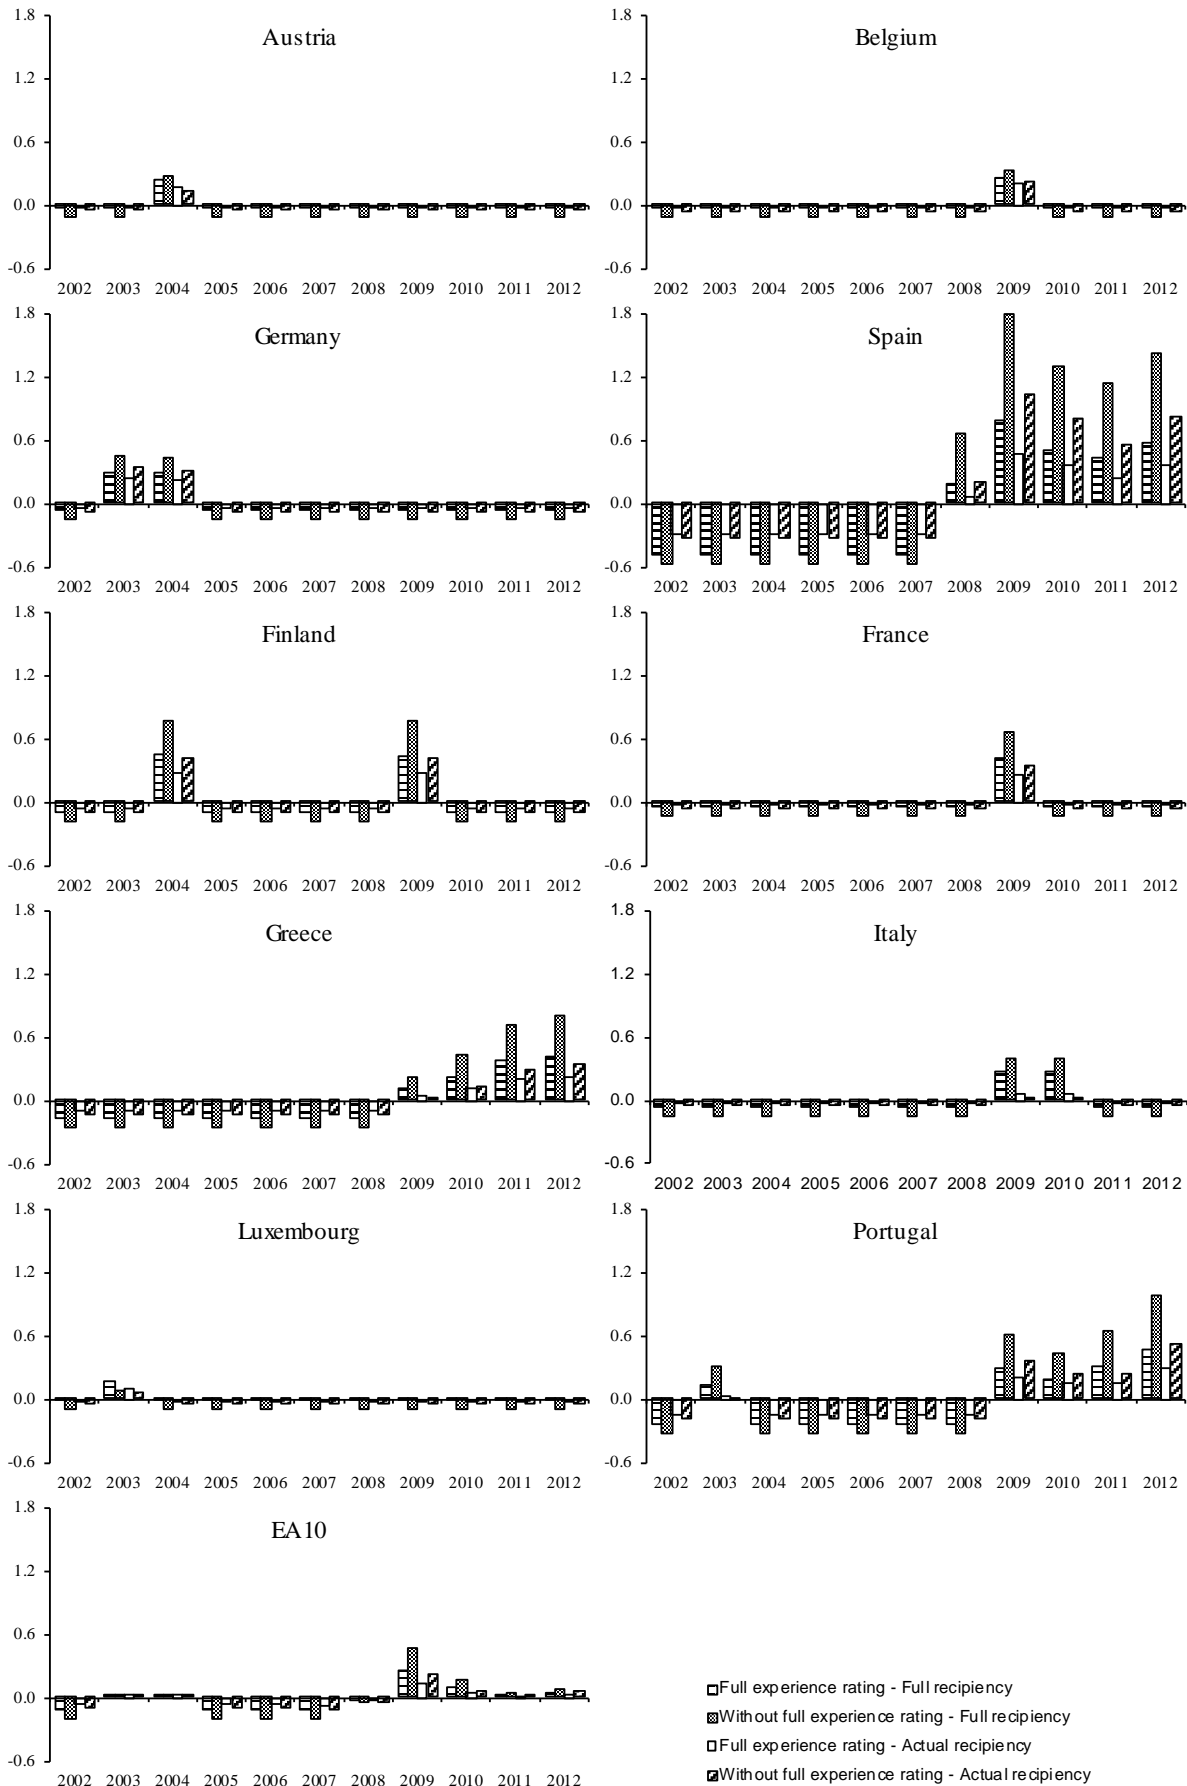 1.8
Austria
1.2
0.6
0.0
-0.6
2002 2003 2004 2005 2006 2007 2008 2009 2010 2011 2012
1.8
Belgium
1.2
0.6
0.0
-0.6
2002 2003 2004 2005 2006 2007 2008 2009 2010 2011 2012
1.8
Germany
1.2
0.6
0.0
-0.6
2002 2003 2004 2005 2006 2007 2008 2009 2010 2011 2012
1.8
Spain
1.2
0.6
0.0
-0.6
2002 2003 2004 2005 2006 2007 2008 2009 2010 2011 2012
1.8
Finland
1.2
0.6
0.0
-0.6
2002 2003 2004 2005 2006 2007 2008 2009 2010 2011 2012
1.8
France
1.2
0.6
0.0
-0.6
2002 2003 2004 2005 2006 2007 2008 2009 2010 2011 2012
1.8
Greece
1.2
0.6
0.0
-0.6
2002 2003 2004 2005 2006 2007 2008 2009 2010 2011 2012
1.8
Italy
1.2
0.6
0.0
-0.6
2002 2003 2004 2005 2006 2007 2008 2009 2010 2011 2012
1.8
Luxembourg
1.2
0.6
0.0
-0.6
2002 2003 2004 2005 2006 2007 2008 2009 2010 2011 2012
1.8
Portugal
1.2
0.6
0.0
-0.6
2002 2003 2004 2005 2006 2007 2008 2009 2010 2011 2012
1.8
EA10
1.2
0.6
0.0
-0.6
2002 2003 2004 2005 2006 2007 2008 2009 2010 2011 2012
Full experience rating - Full recipiency
Without full experience rating - Full recipiency
Full experience rating - Actual recipiency
Without full experience rating - Actual recipiency